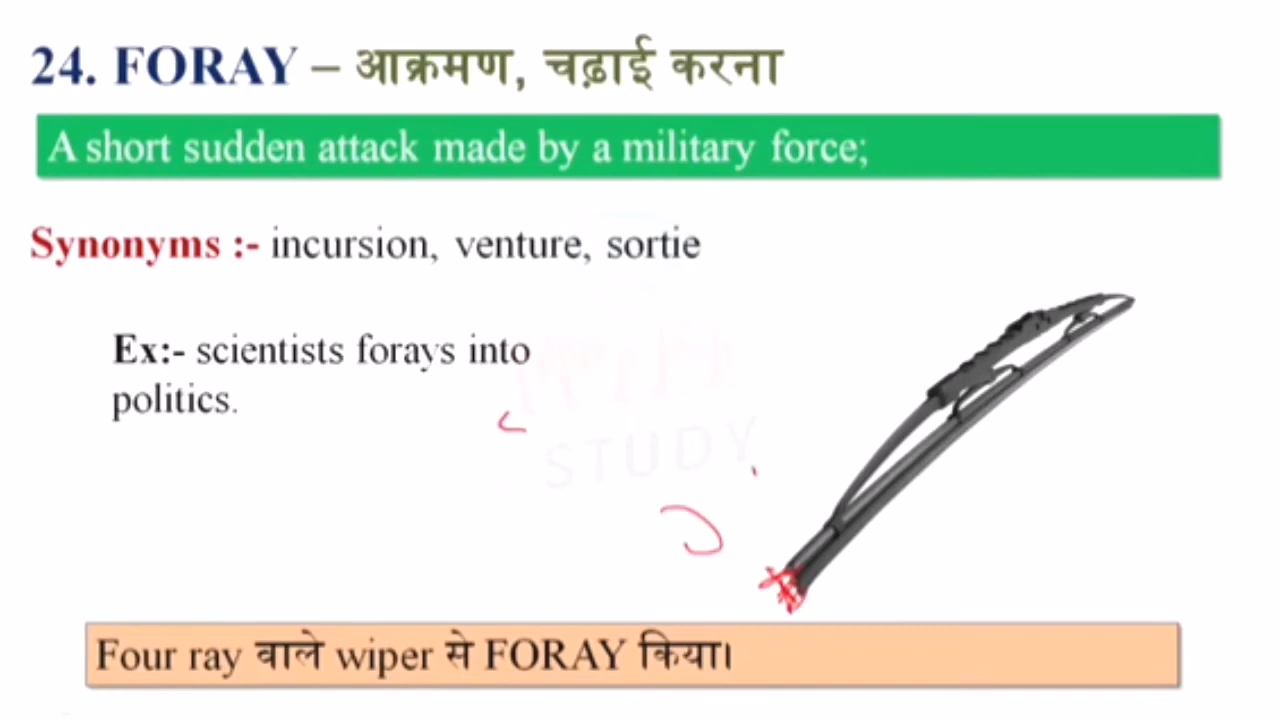 24. FORAY – आक्रमण, चढ़ाई करना
A short sudden attack made by a military force;
Synonyms :- incursion, venture, sortie
Ex:- scientists forays into
politics.
STUDY
Four ray वाले wiper से FORAY किया।